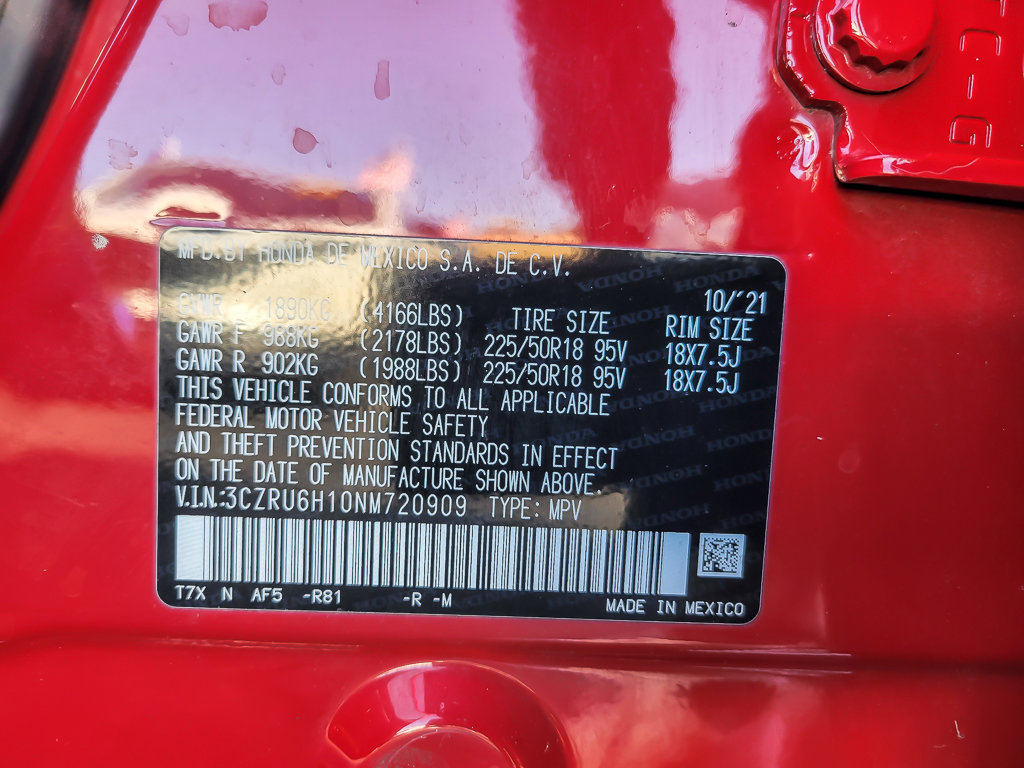 MFD.BY HONDA DE MEXICO S.A. DE C.V.
10/'21
GVWR 1890KG (4166LBS) TIRE SIZE RIM SIZE
GAWR F 988KG (2178LBS) 225/50R18 95V 18X7.5J
GAWR R 902KG (1988LBS) 225/50R18 95V 18X7.5J
THIS VEHICLE CONFORMS TO ALL APPLICABLE
FEDERAL MOTOR VEHICLE SAFETY
AND THEFT PREVENTION STANDARDS IN EFFECT
ON THE DATE OF MANUFACTURE SHOWN ABOVE.
V.I.N.:3CZRU6H10NM720909 TYPE: MPV
T7X N AF5 -R81 -R -M
MADE IN MEXICO